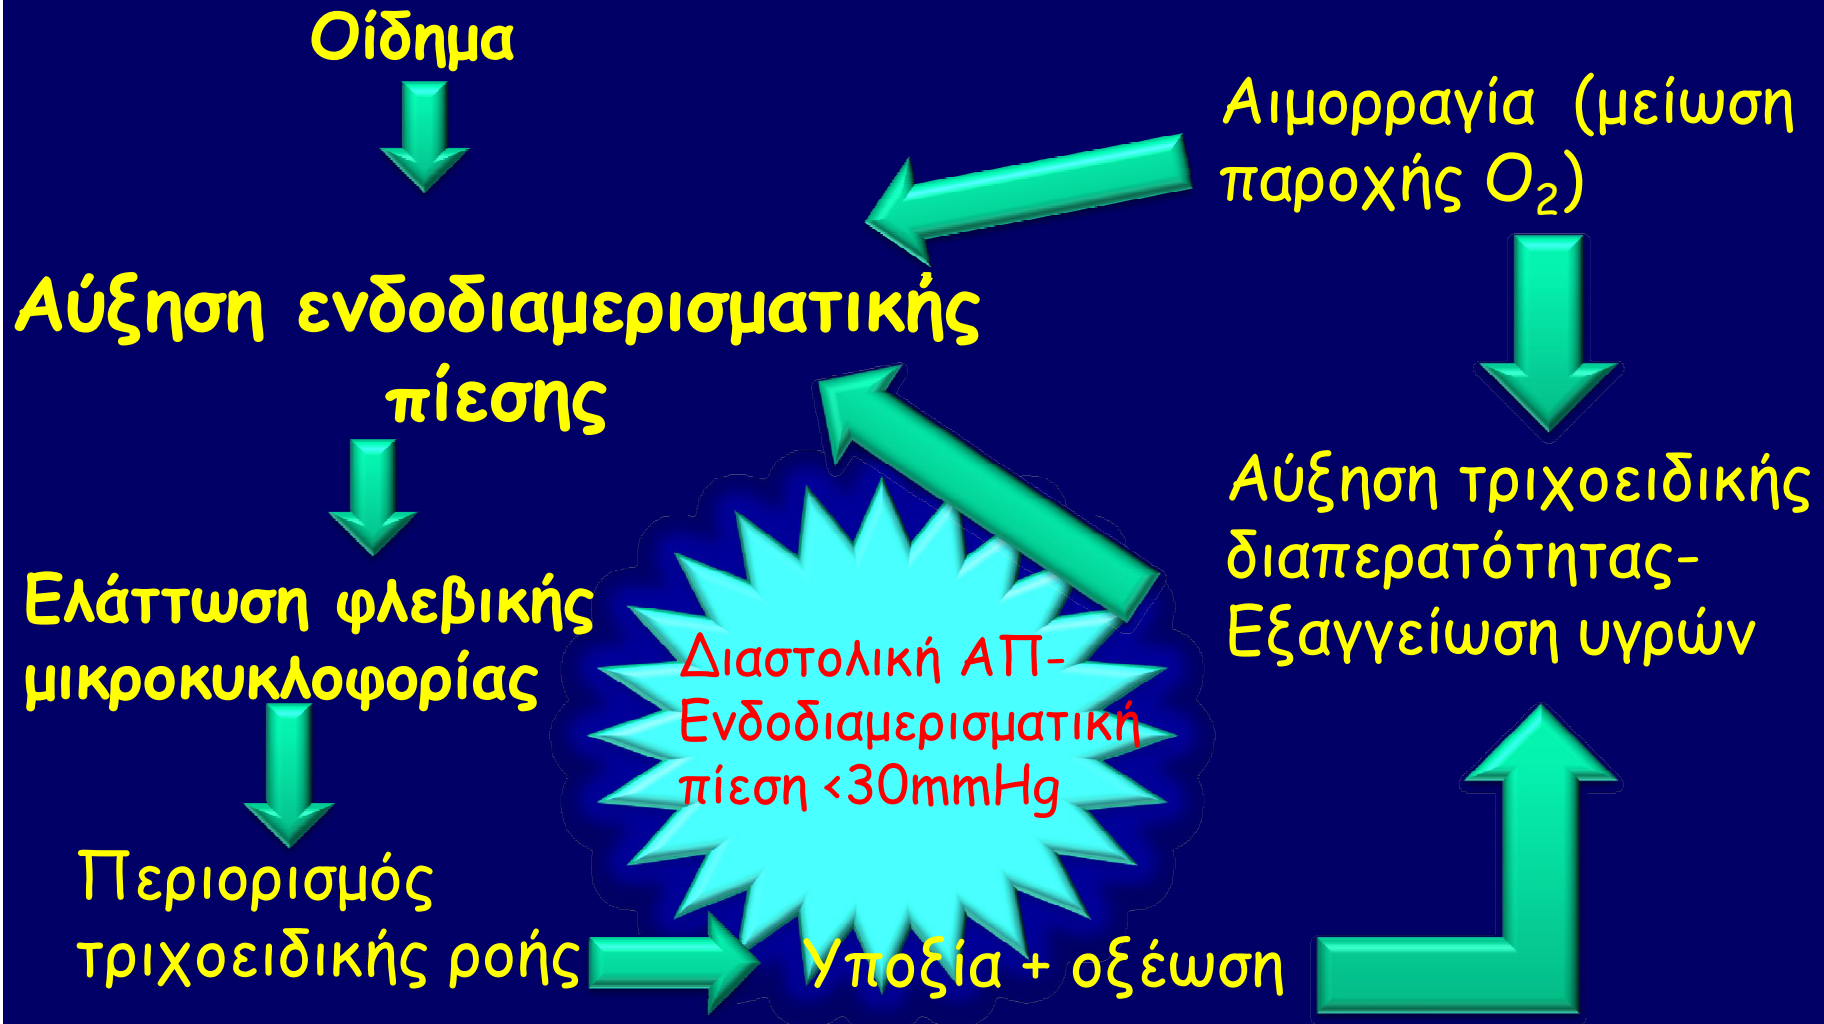 Οίδημα
Αιμορραγία (μείωση
παροχής Ο₂)
Αύξηση ενδοδιαμερισματικής
πίεσης
Αύξηση τριχοειδικής
διαπερατότητας-
Εξαγγείωση υγρών
Ελάττωση φλεβικής
μικροκυκλοφορίας
Διαστολική ΑΠ-
Ενδοδιαμερισματική
πίεση <30mmHg
Περιορισμός
τριχοειδικής ροής
Υποξία + οξέωση